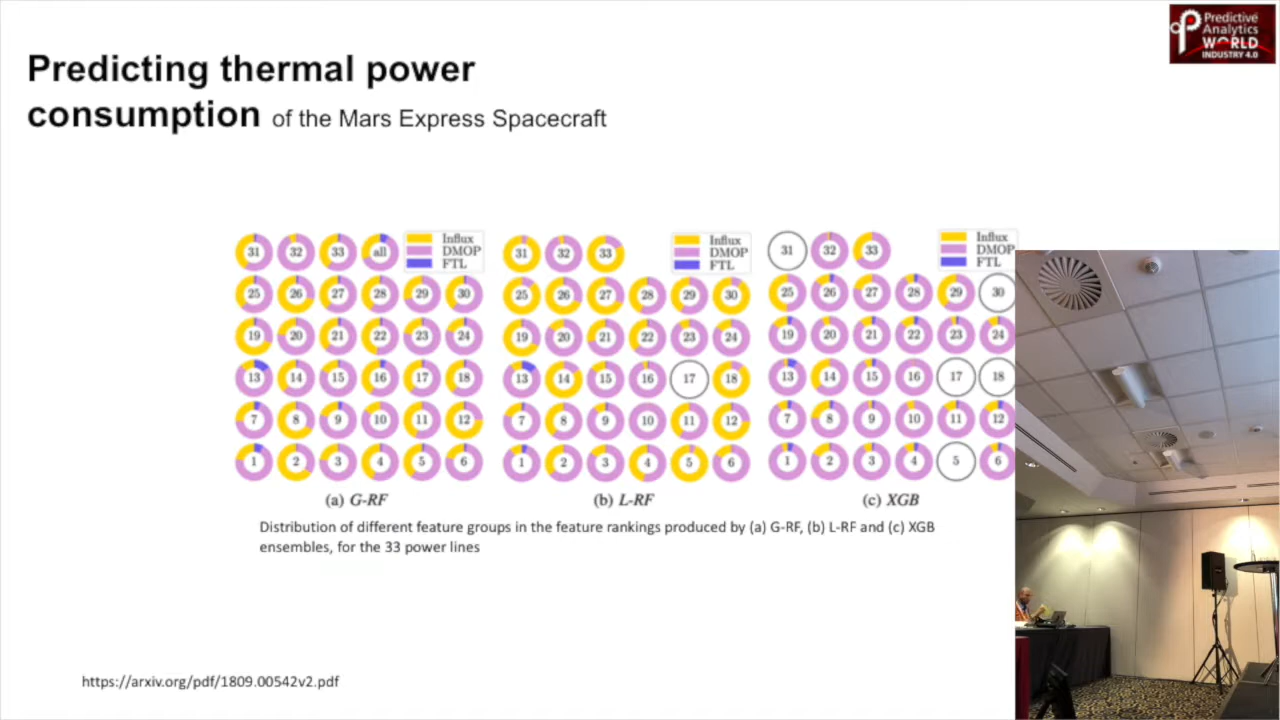 Predictive
Analytics
WORLD
INDUSTRY 4.0
Predicting thermal power
consumption of the Mars Express Spacecraft
31 32 33 all
Influx
DMOP
FTL
25 26 27 28 29 30
19 20 21 22 23 24
13 14 15 16 17 18
7 8 9 10 11 12
1 2 3 4 5 6
(a) G-RF
31 32 33
Influx
DMOP
FTL
25 26 27 28 29 30
19 20 21 22 23 24
13 14 15 16 17 18
7 8 9 10 11 12
1 2 3 4 5 6
(b) L-RF
31 32 33
Influx
DMOP
FTL
25 26 27 28 29 30
19 20 21 22 23 24
13 14 15 16 17 18
7 8 9 10 11 12
1 2 3 4 5 6
(c) XGB
Distribution of different feature groups in the feature rankings produced by (a) G-RF, (b) L-RF and (c) XGB
ensembles, for the 33 power lines
https://arxiv.org/pdf/1809.00542v2.pdf